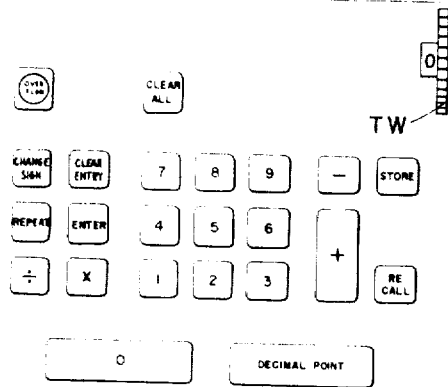 0
OVER
FLOW
CLEAR
ALL
TW
CHANGE
SIGN
CLEAR
ENTRY
7
8
9
—
STORE
REPEAT
ENTER
4
5
6
+
÷
X
1
2
3
RE
CALL
0
DECIMAL POINT